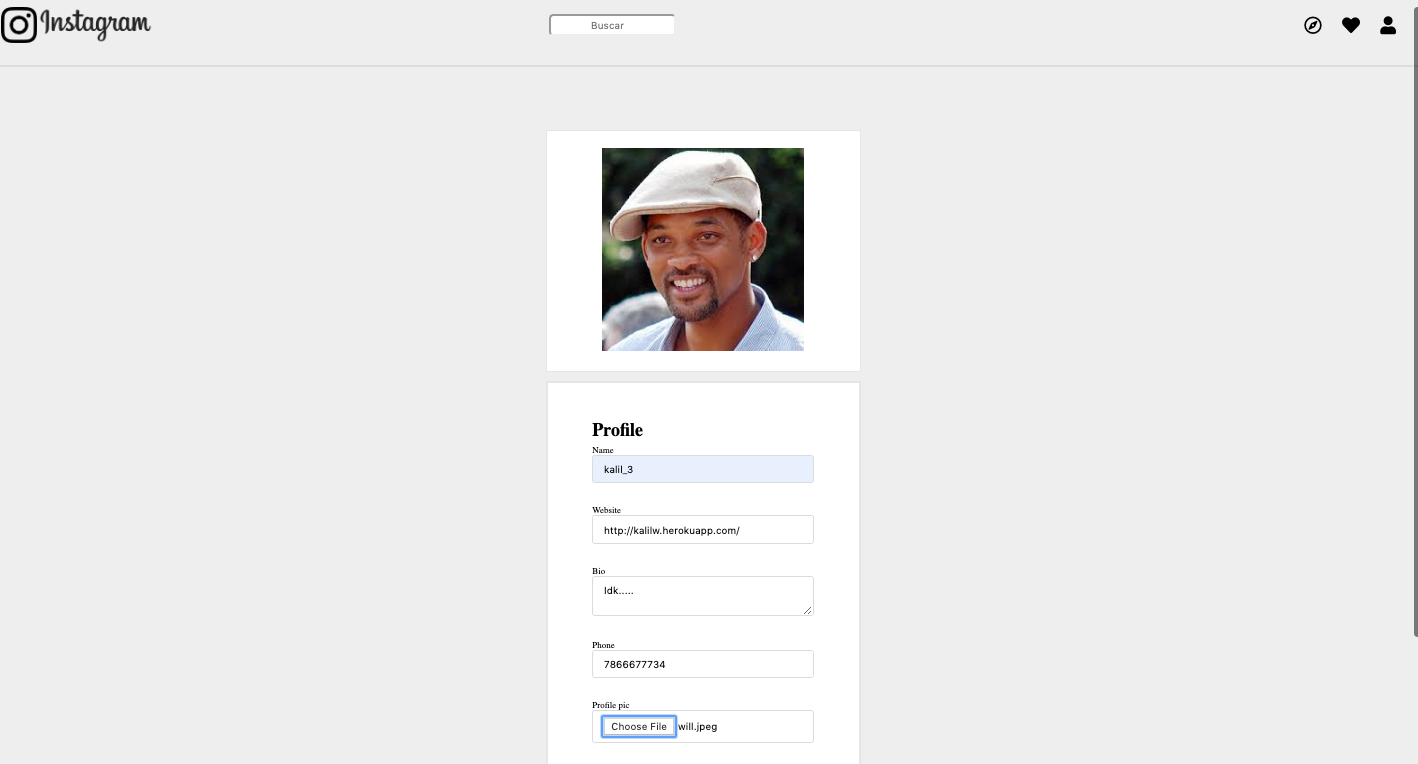 Instagram
Buscar
Profile
Name
kalil_3
Website
http://kalilw.herokuapp.com/
Bio
Idk.....
Phone
7866677734
Profile pic
Choose File will.jpeg